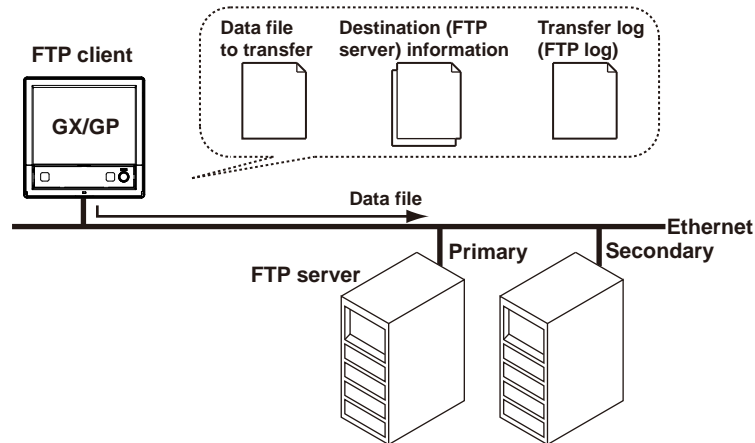 FTP client
GX/GP
Data file
to transfer
Destination (FTP
server) information
Transfer log
(FTP log)
Data file
Ethernet
Primary
Secondary
FTP server